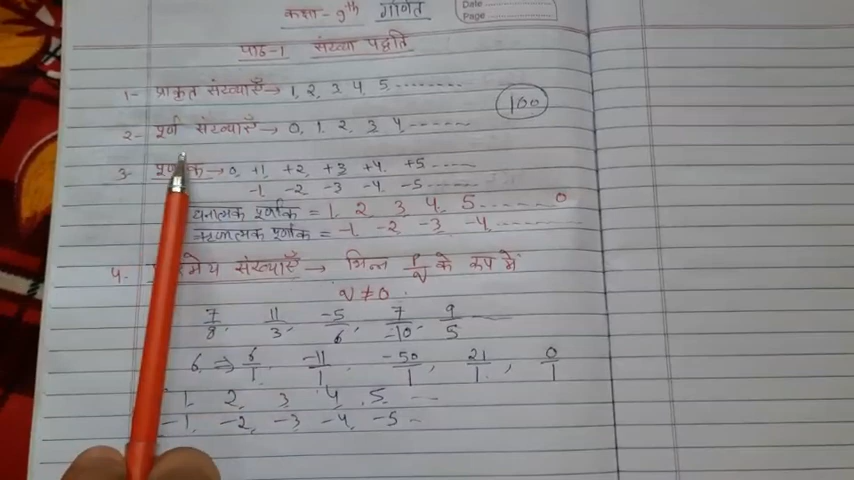 कक्षा - 9th गणित
Date
Page
पाठ-1 संख्या पद्धति
1- प्राकृत संख्याएँ → 1, 2, 3, 4, 5, --------
100
2- पूर्ण संख्याएँ → 0, 1, 2, 3, 4, ------
3- → 0, +1, +2, +3, +4, +5, -----
-1, -2, -3, -4, -5 -----
धनात्मक पूर्णांक = 1, 2, 3, 4, 5 ------ 0
ऋणात्मक पूर्णांक = -1, -2, -3, -4, ---------
4- संख्याएँ → भिन्न p/q के रूप में
q ≠ 0
7/8, 11/3, -5/6, 7/-10, 9/5 ------
6 ⇒ 6/1, -11/1, -50/1, 21/1, 0/1
1, 2, 3, 4, 5, --
-1, -2, -3, -4, -5 -